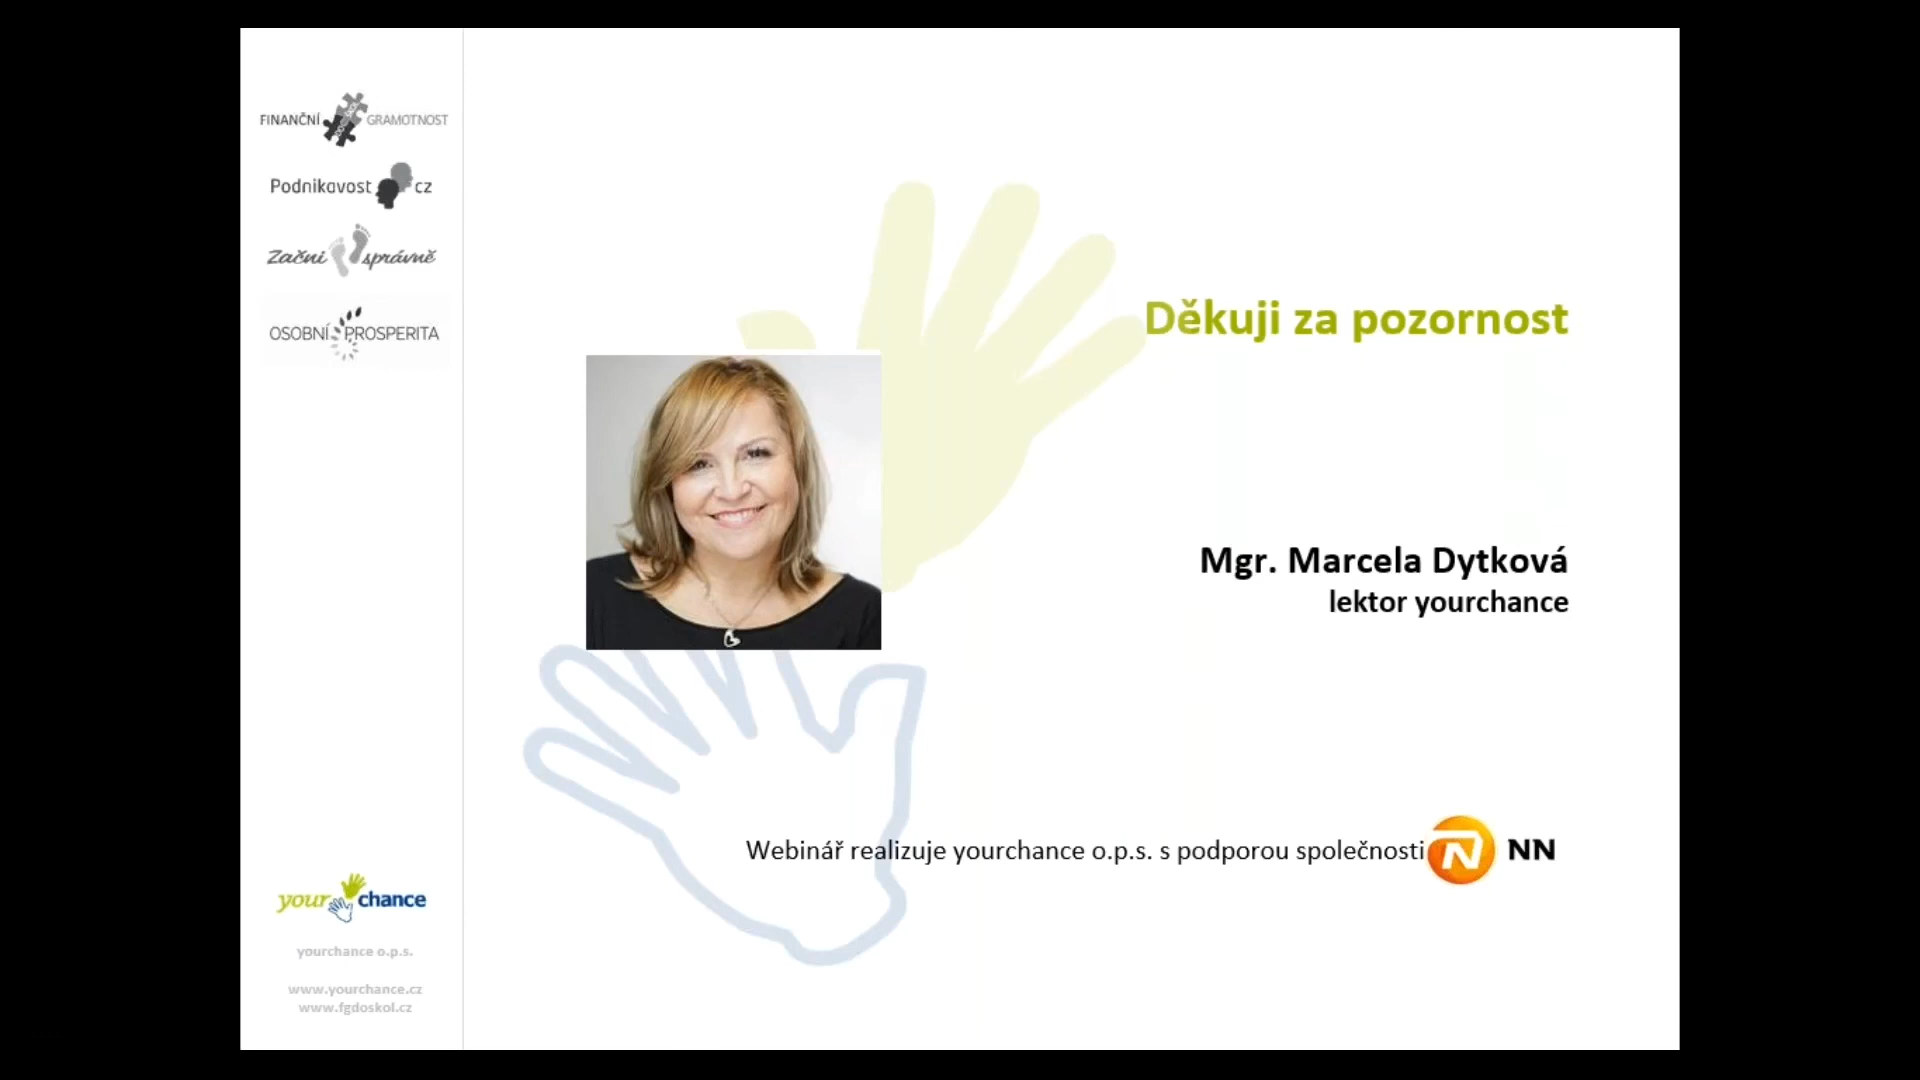 FINANČNÍ GRAMOTNOST
Podnikavost cz
Začni správně
OSOBNÍ PROSPERITA
Děkuji za pozornost
Mgr. Marcela Dytková
lektor yourchance
Webinář realizuje yourchance o.p.s. s podporou společnosti NN
your chance
yourchance o.p.s.
www.yourchance.cz
www.fgdoskol.cz